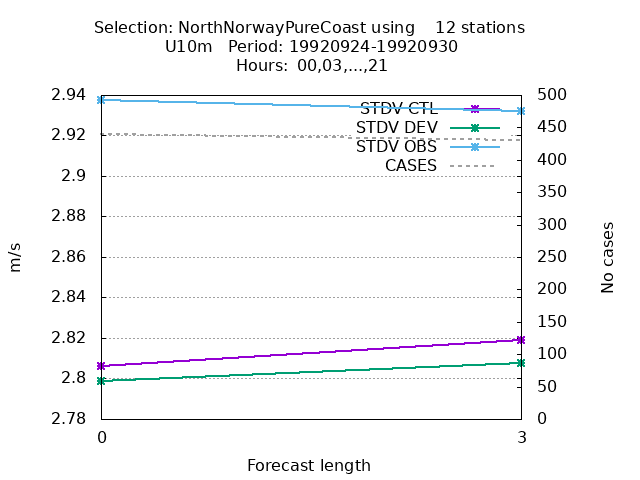 Selection: NorthNorwayPureCoast using    12 stations
U10m   Period: 19920924-19920930
Hours:  00,03,...,21
2.94
2.92
2.9
2.88
2.86
2.84
2.82
2.8
2.78
m/s
STDV CTL
STDV DEV
STDV OBS
CASES
500
450
400
350
300
250
200
150
100
50
0
No cases
0
3
Forecast length